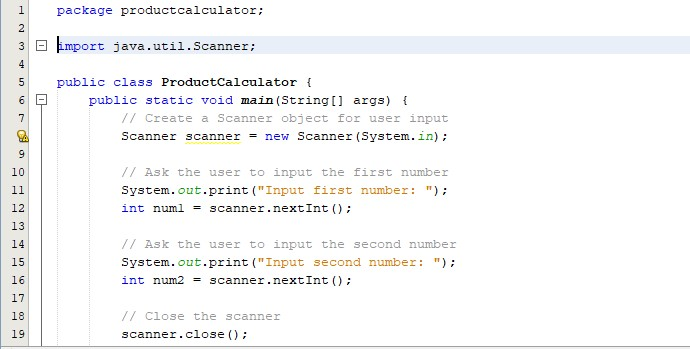 1 package productcalculator;
2
3 import java.util.Scanner;
4
5 public class ProductCalculator {
6 public static void main(String[] args) {
7 // Create a Scanner object for user input
Scanner scanner = new Scanner(System.in);
9
10 // Ask the user to input the first number
11 System.out.print("Input first number: ");
12 int num1 = scanner.nextInt();
13
14 // Ask the user to input the second number
15 System.out.print("Input second number: ");
16 int num2 = scanner.nextInt();
17
18 // Close the scanner
19 scanner.close();